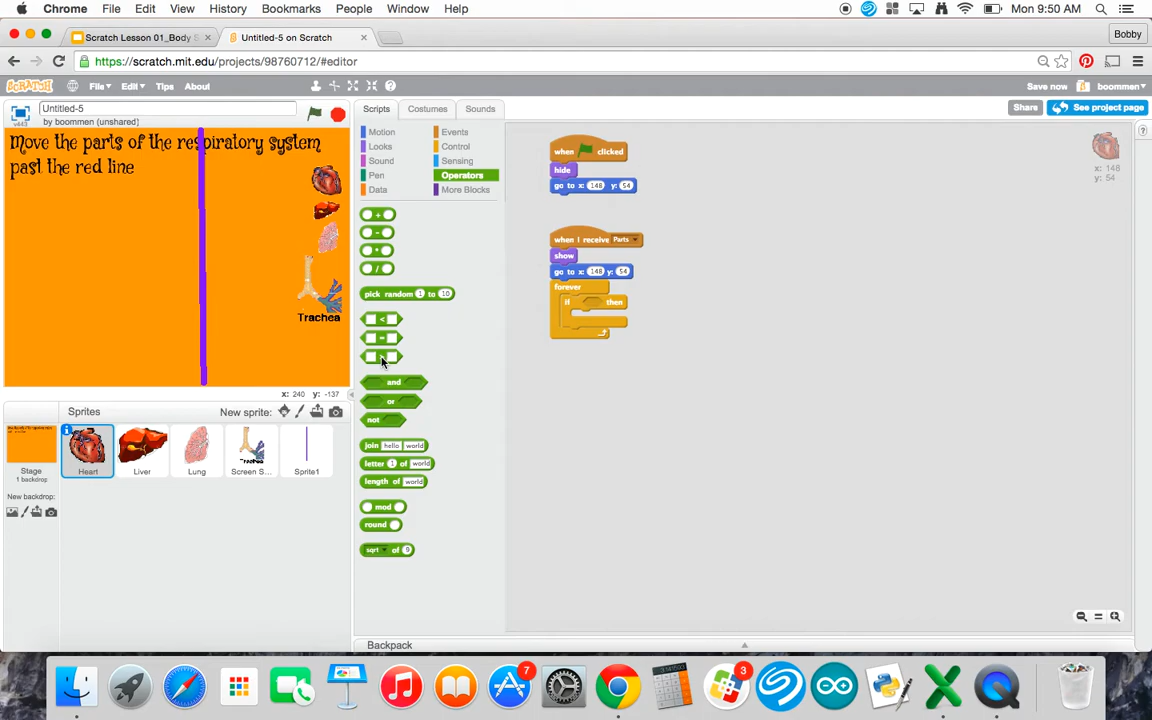 Chrome File Edit View History Bookmarks People Window Help Mon 9:50 AM
Scratch Lesson 01_Body S Untitled-5 on Scratch Bobby
https://scratch.mit.edu/projects/98760712/#editor
SCRATCH File Edit Tips About Save now boommen
Share See project page
Untitled-5
by boommen (unshared)
v443
Scripts Costumes Sounds
Move the parts of the respiratory system
past the red line
Trachea
x: 240 y: -137
Motion Events
Looks Control
Sound Sensing
Pen Operators
Data More Blocks
+
-
*
/
pick random 1 to 10
<
=
and
or
not
join hello world
letter 1 of world
length of world
mod
round
sqrt of 9
when clicked
hide
go to x: 148 y: 54
when I receive Parts
show
go to x: 148 y: 54
forever
if then
x: 148
y: 54
?
Sprites New sprite:
Stage
1 backdrop
New backdrop:
Heart Liver Lung Screen S... Sprite1
Backpack
7
3